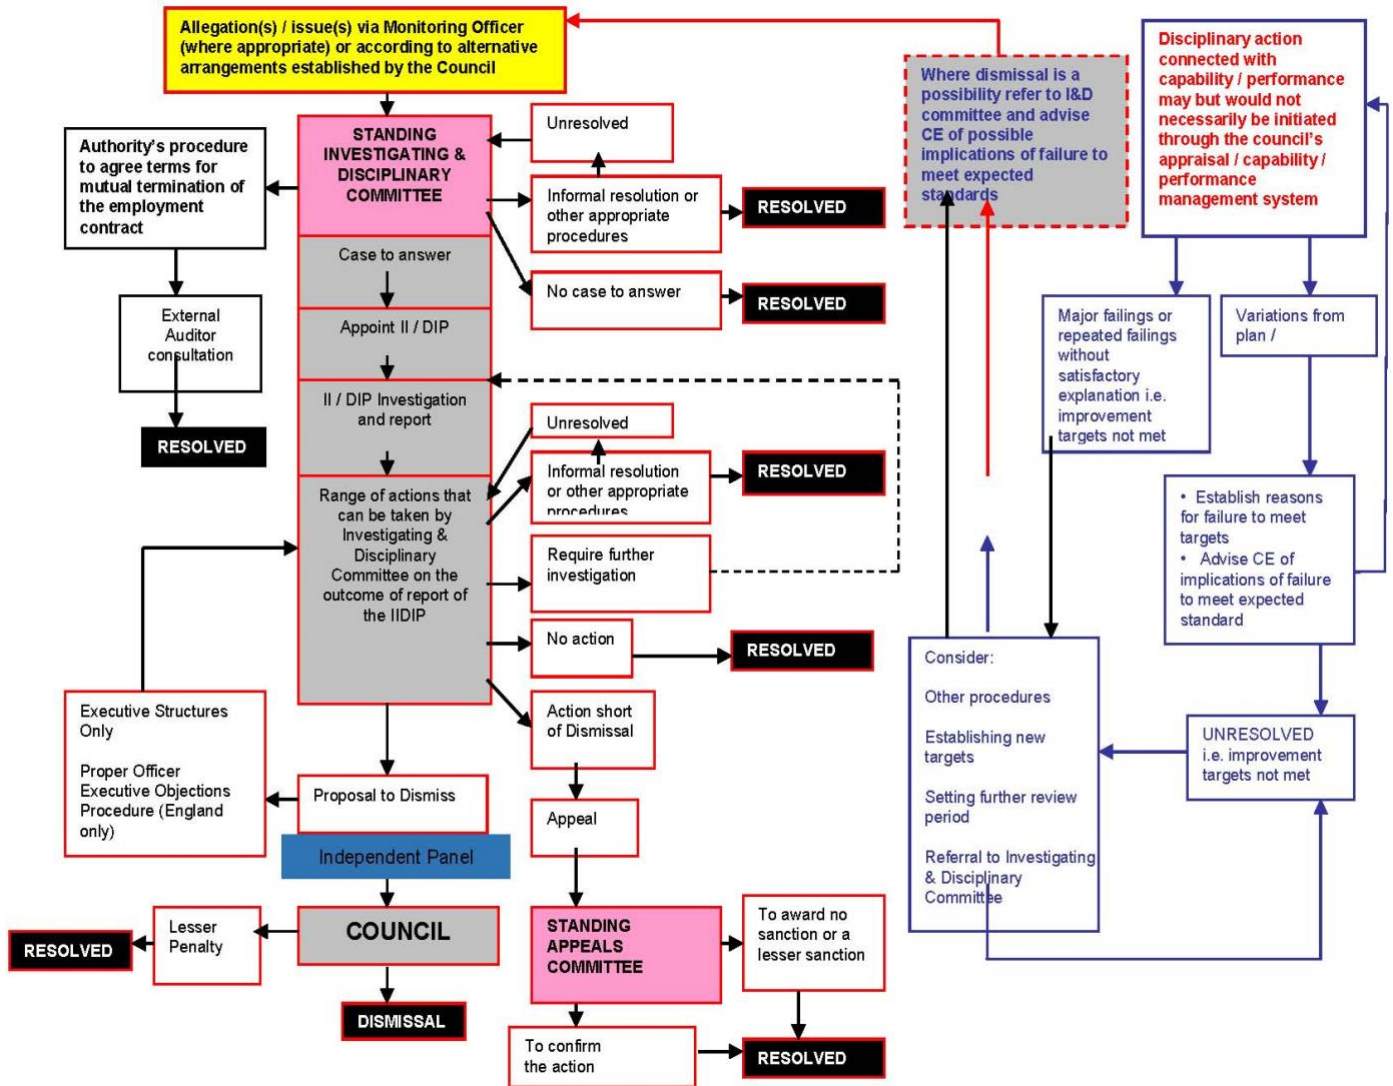 Allegation(s) / issue(s) via Monitoring Officer
(where appropriate) or according to alternative
arrangements established by the Council
Authority's procedure
to agree terms for
mutual termination of
the employment
contract
External
Auditor
consultation
RESOLVED
STANDING
INVESTIGATING &
DISCIPLINARY
COMMITTEE
Unresolved
Informal resolution or
other appropriate
procedures
RESOLVED
No case to answer
RESOLVED
Case to answer
Appoint II / DIP
II / DIP Investigation
and report
Unresolved
Informal resolution
or other appropriate
procedures
RESOLVED
Range of actions that
can be taken by
Investigating &
Disciplinary
Committee on the
outcome of report of
the IIDIP
Require further
investigation
No action
RESOLVED
Action short
of Dismissal
Appeal
Executive Structures
Only
Proper Officer
Executive Objections
Procedure (England
only)
Proposal to Dismiss
Independent Panel
COUNCIL
Lesser
Penalty
RESOLVED
DISMISSAL
STANDING
APPEALS
COMMITTEE
To award no
sanction or a
lesser sanction
To confirm
the action
RESOLVED
Where dismissal is a
possibility refer to I&D
committee and advise
CE of possible
implications of failure to
meet expected
standards
Disciplinary action
connected with
capability / performance
may but would not
necessarily be initiated
through the council's
appraisal / capability /
performance
management system
Major failings or
repeated failings
without
satisfactory
explanation i.e.
improvement
targets not met
Variations from
plan /
• Establish reasons
for failure to meet
targets
• Advise CE of
implications of failure
to meet expected
standard
UNRESOLVED
i.e. improvement
targets not met
Consider:
Other procedures
Establishing new
targets
Setting further review
period
Referral to Investigating
& Disciplinary
Committee